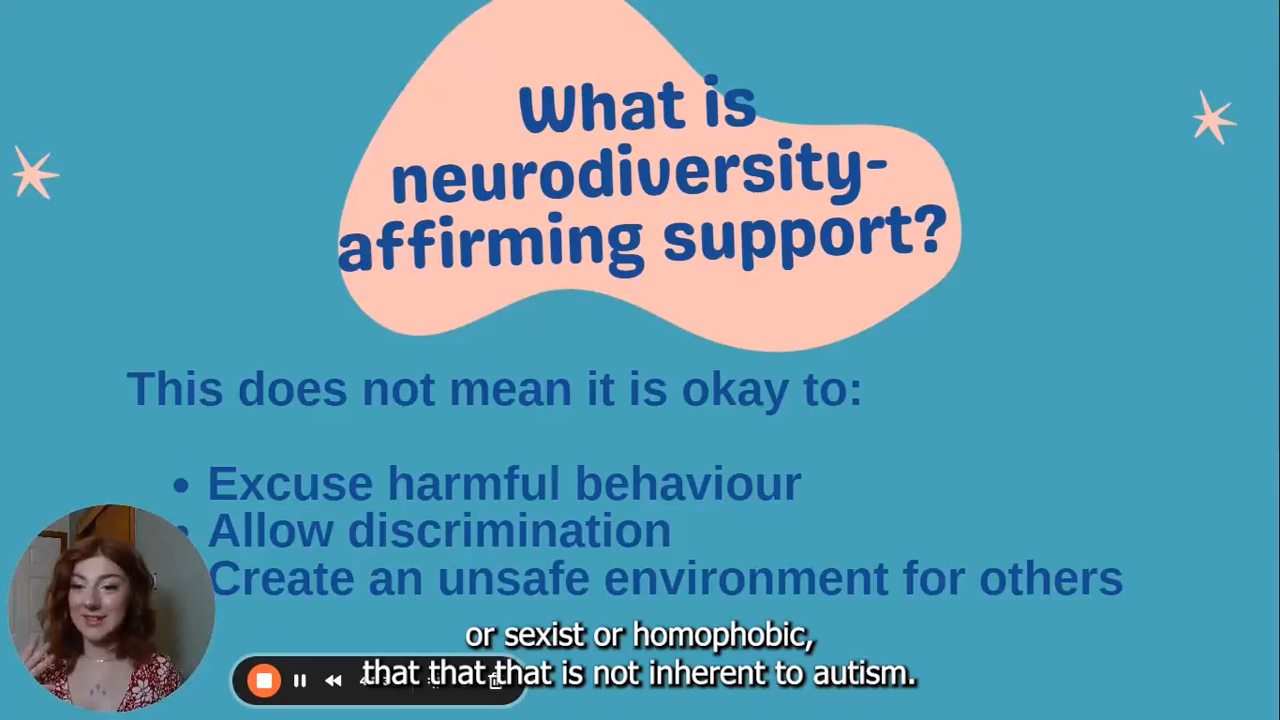 What is
neurodiversity-
affirming support?
This does not mean it is okay to:
• Excuse harmful behaviour
• Allow discrimination
Create an unsafe environment for others
or sexist or homophobic,
that that that is not inherent to autism.